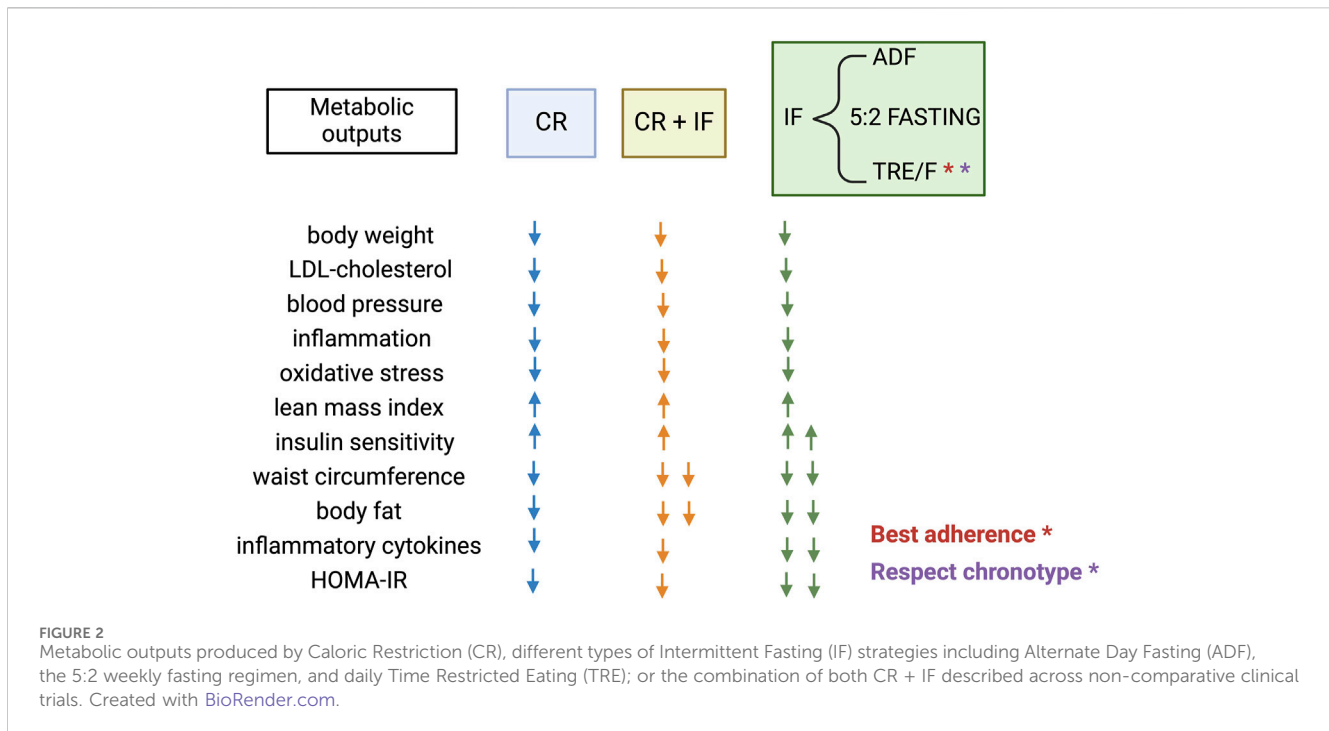 Metabolic
outputs
CR
CR + IF
IF
ADF
5:2 FASTING
TRE/F * *
body weight
LDL-cholesterol
blood pressure
inflammation
oxidative stress
lean mass index
insulin sensitivity
waist circumference
body fat
inflammatory cytokines
HOMA-IR
Best adherence *
Respect chronotype *
FIGURE 2
Metabolic outputs produced by Caloric Restriction (CR), different types of Intermittent Fasting (IF) strategies including Alternate Day Fasting (ADF),
the 5:2 weekly fasting regimen, and daily Time Restricted Eating (TRE); or the combination of both CR + IF described across non-comparative clinical
trials. Created with BioRender.com.